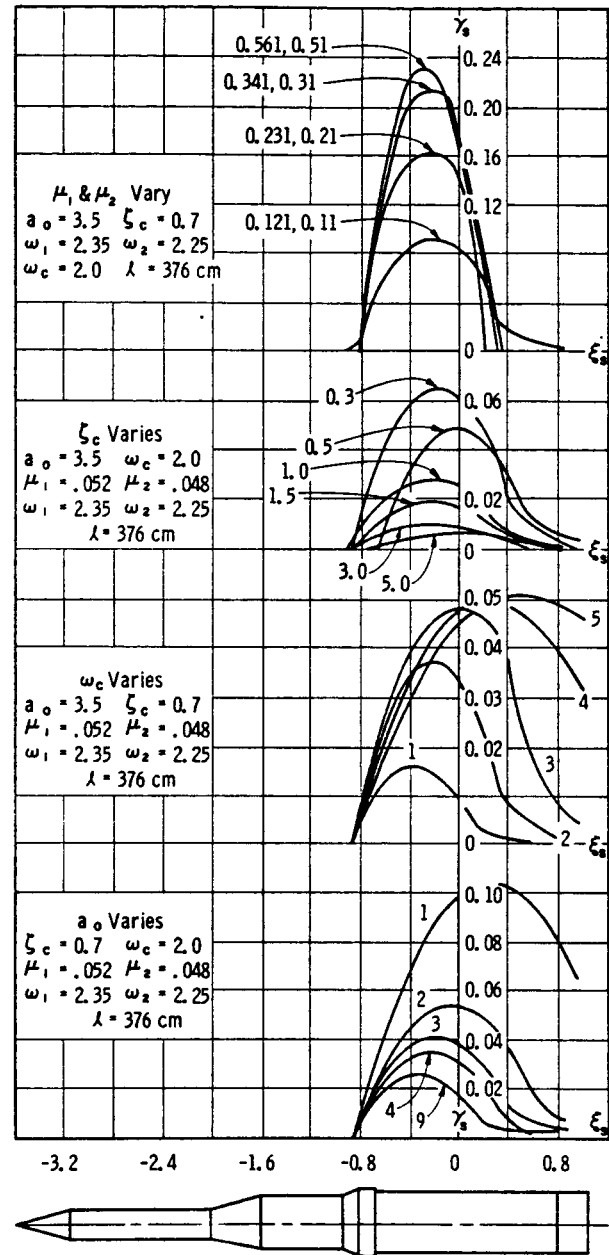 γs
0.561, 0.51
0.24
0.341, 0.31
0.20
0.231, 0.21
0.16
μ₁ & μ₂ Vary
a₀ = 3.5 ζc = 0.7
ω₁ = 2.35 ω₂ = 2.25
ωc = 2.0 ℓ = 376 cm
0.121, 0.11
0.12
0
ξs
0.3
0.06
ζc Varies
a₀ = 3.5 ωc = 2.0
μ₁ = .052 μ₂ = .048
ω₁ = 2.35 ω₂ = 2.25
ℓ = 376 cm
0.5
1.0
1.5
0.02
3.0
5.0
0
ξs
0.05
5
0.04
4
ωc Varies
a₀ = 3.5 ζc = 0.7
μ₁ = .052 μ₂ = .048
ω₁ = 2.35 ω₂ = 2.25
ℓ = 376 cm
0.03
0.02
1
3
0
2
ξs
0.10
1
a₀ Varies
ζc = 0.7 ωc = 2.0
μ₁ = .052 μ₂ = .048
ω₁ = 2.35 ω₂ = 2.25
ℓ = 376 cm
0.08
2
0.06
3
0.04
0.02
4
9
γs
ξs
-3.2 -2.4 -1.6 -0.8 0 0.8